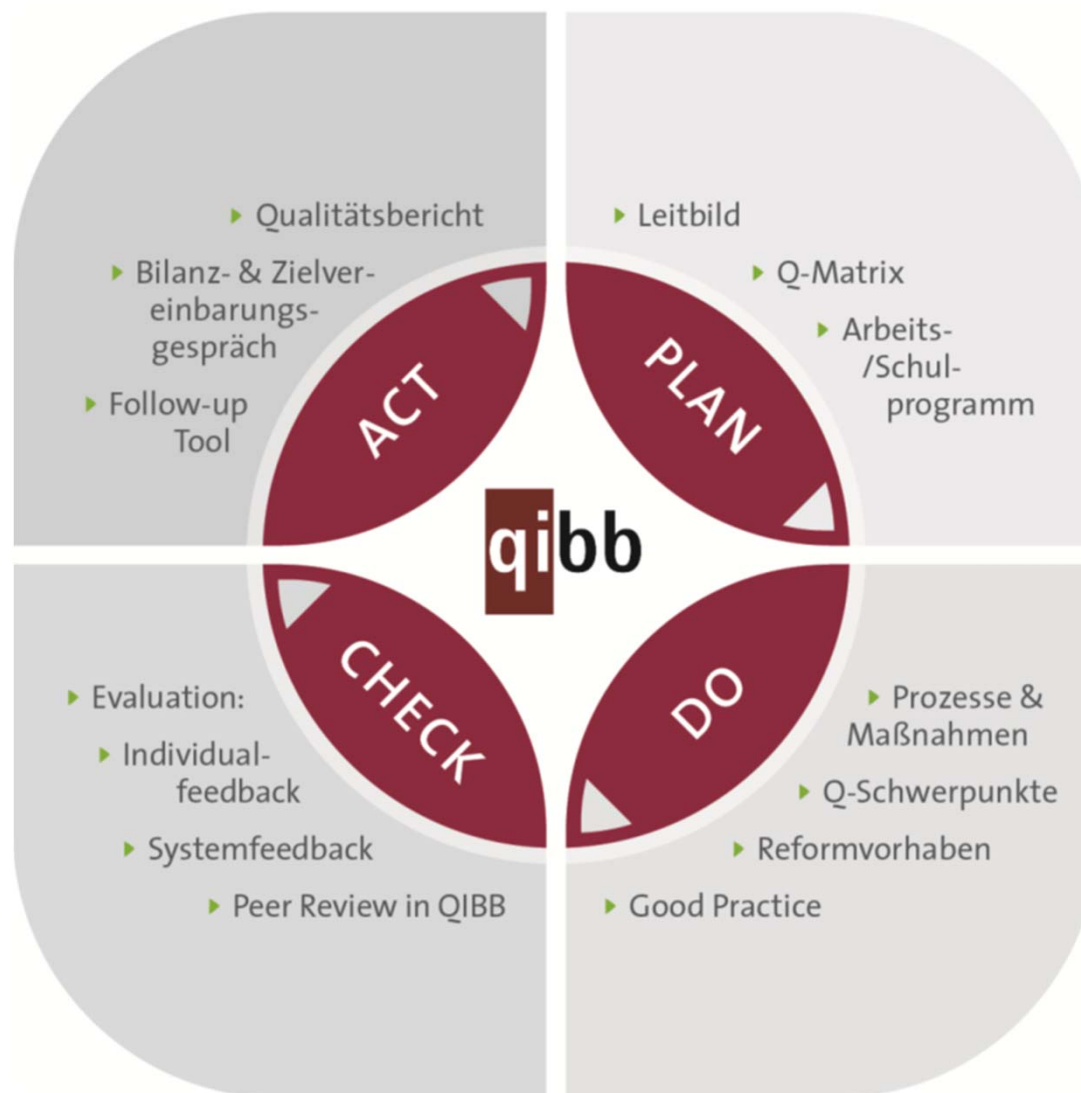 Qualitätsbericht
Bilanz- & Zielver-
einbarungs-
gespräch
Follow-up
Tool
ACT
Leitbild
Q-Matrix
Arbeits-
/Schul-
programm
PLAN
qibb
Prozesse &
Maßnahmen
Q-Schwerpunkte
Reformvorhaben
Good Practice
DO
Evaluation:
Individual-
feedback
Systemfeedback
Peer Review in QIBB
CHECK